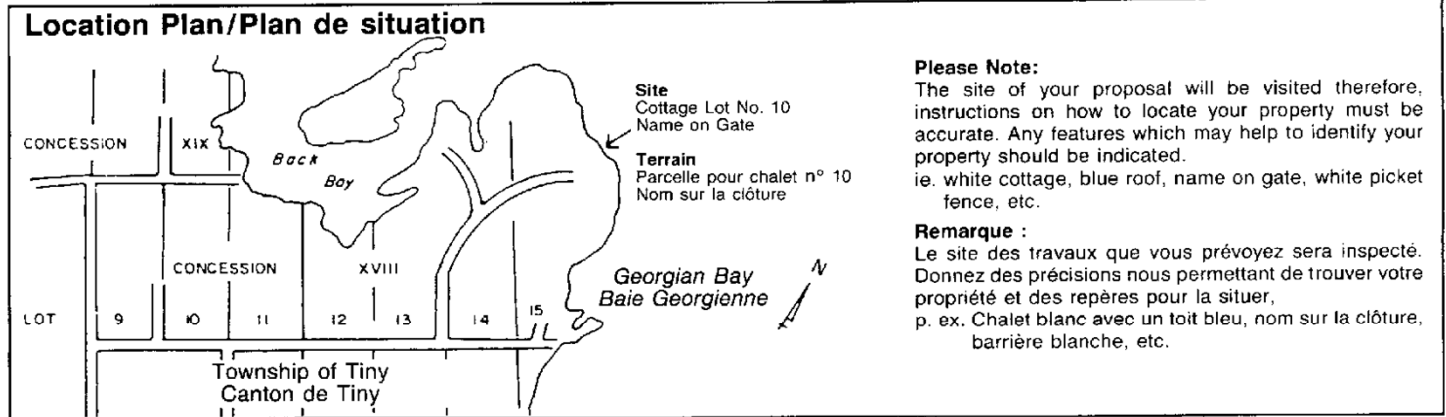 Location Plan/Plan de situation
CONCESSION XIX
Back
Bay
Site
Cottage Lot No. 10
Name on Gate
Terrain
Parcelle pour chalet n° 10
Nom sur la clôture
CONCESSION XVIII
Georgian Bay
Baie Georgienne
N
LOT 9 10 11 12 13 14 15
Township of Tiny
Canton de Tiny
Please Note:
The site of your proposal will be visited therefore,
instructions on how to locate your property must be
accurate. Any features which may help to identify your
property should be indicated.
ie. white cottage, blue roof, name on gate, white picket
fence, etc.
Remarque :
Le site des travaux que vous prévoyez sera inspecté.
Donnez des précisions nous permettant de trouver votre
propriété et des repères pour la situer,
p. ex. Chalet blanc avec un toit bleu, nom sur la clôture,
barrière blanche, etc.